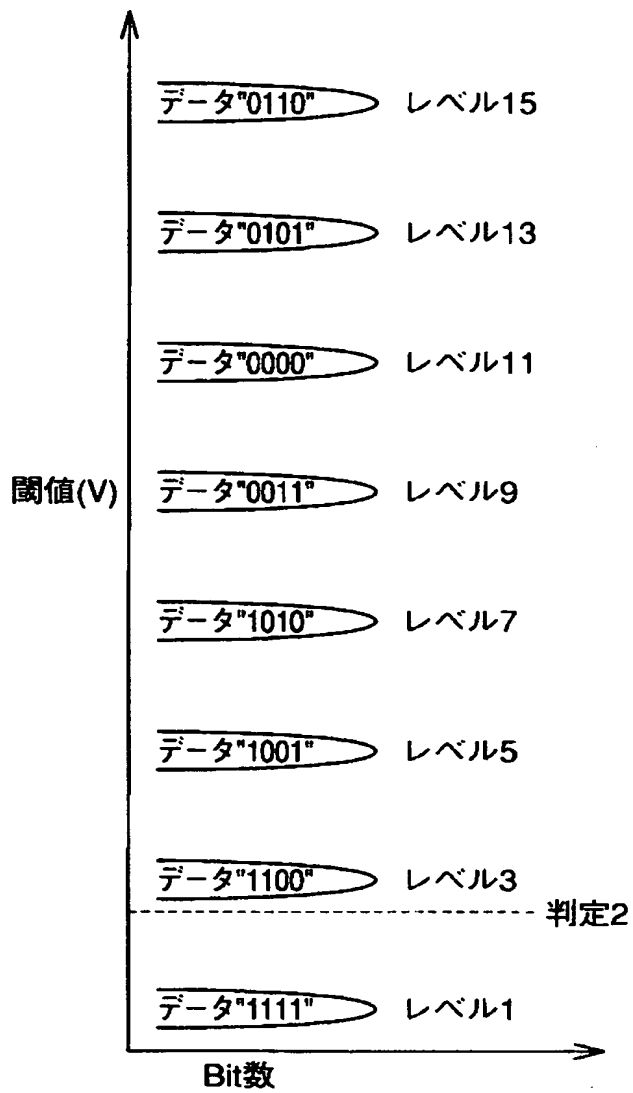 データ"0110" レベル15
データ"0101" レベル13
データ"0000" レベル11
閾値(V) データ"0011" レベル9
データ"1010" レベル7
データ"1001" レベル5
データ"1100" レベル3
判定2
データ"1111" レベル1
Bit数